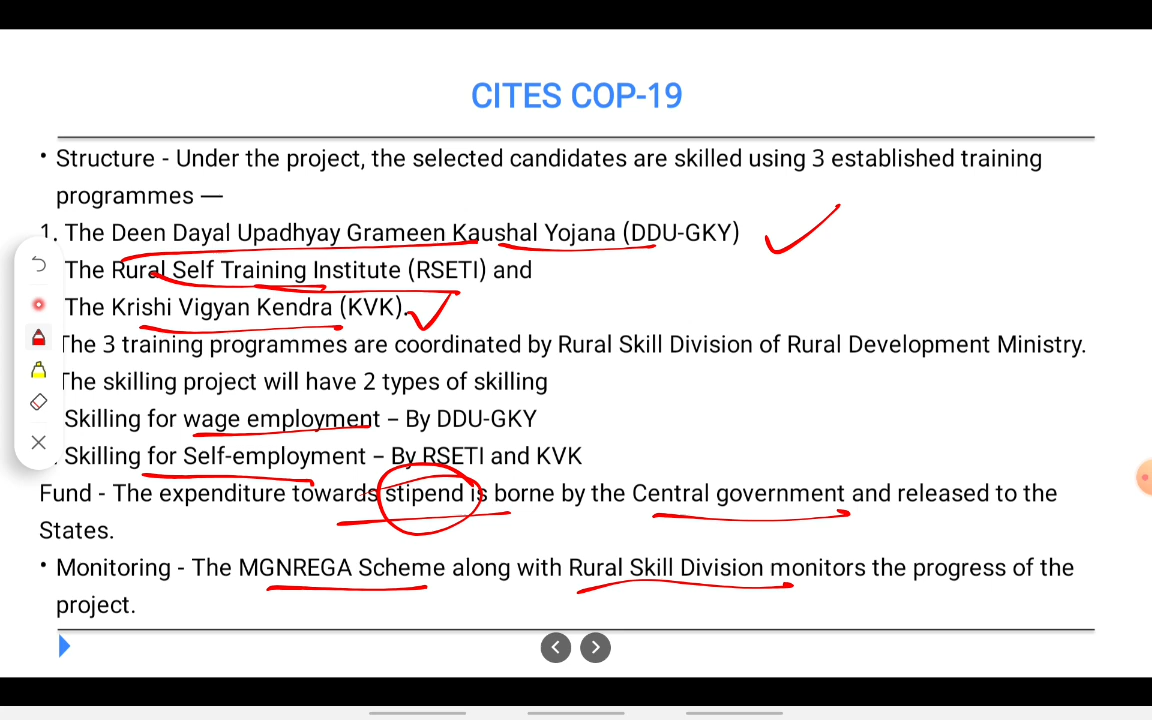 CITES COP-19
• Structure - Under the project, the selected candidates are skilled using 3 established training
programmes —
1. The Deen Dayal Upadhyay Grameen Kaushal Yojana (DDU-GKY)
The Rural Self Training Institute (RSETI) and
The Krishi Vigyan Kendra (KVK).
The 3 training programmes are coordinated by Rural Skill Division of Rural Development Ministry.
The skilling project will have 2 types of skilling
Skilling for wage employment – By DDU-GKY
Skilling for Self-employment – By RSETI and KVK
Fund - The expenditure towards stipend is borne by the Central government and released to the
States.
• Monitoring - The MGNREGA Scheme along with Rural Skill Division monitors the progress of the
project.